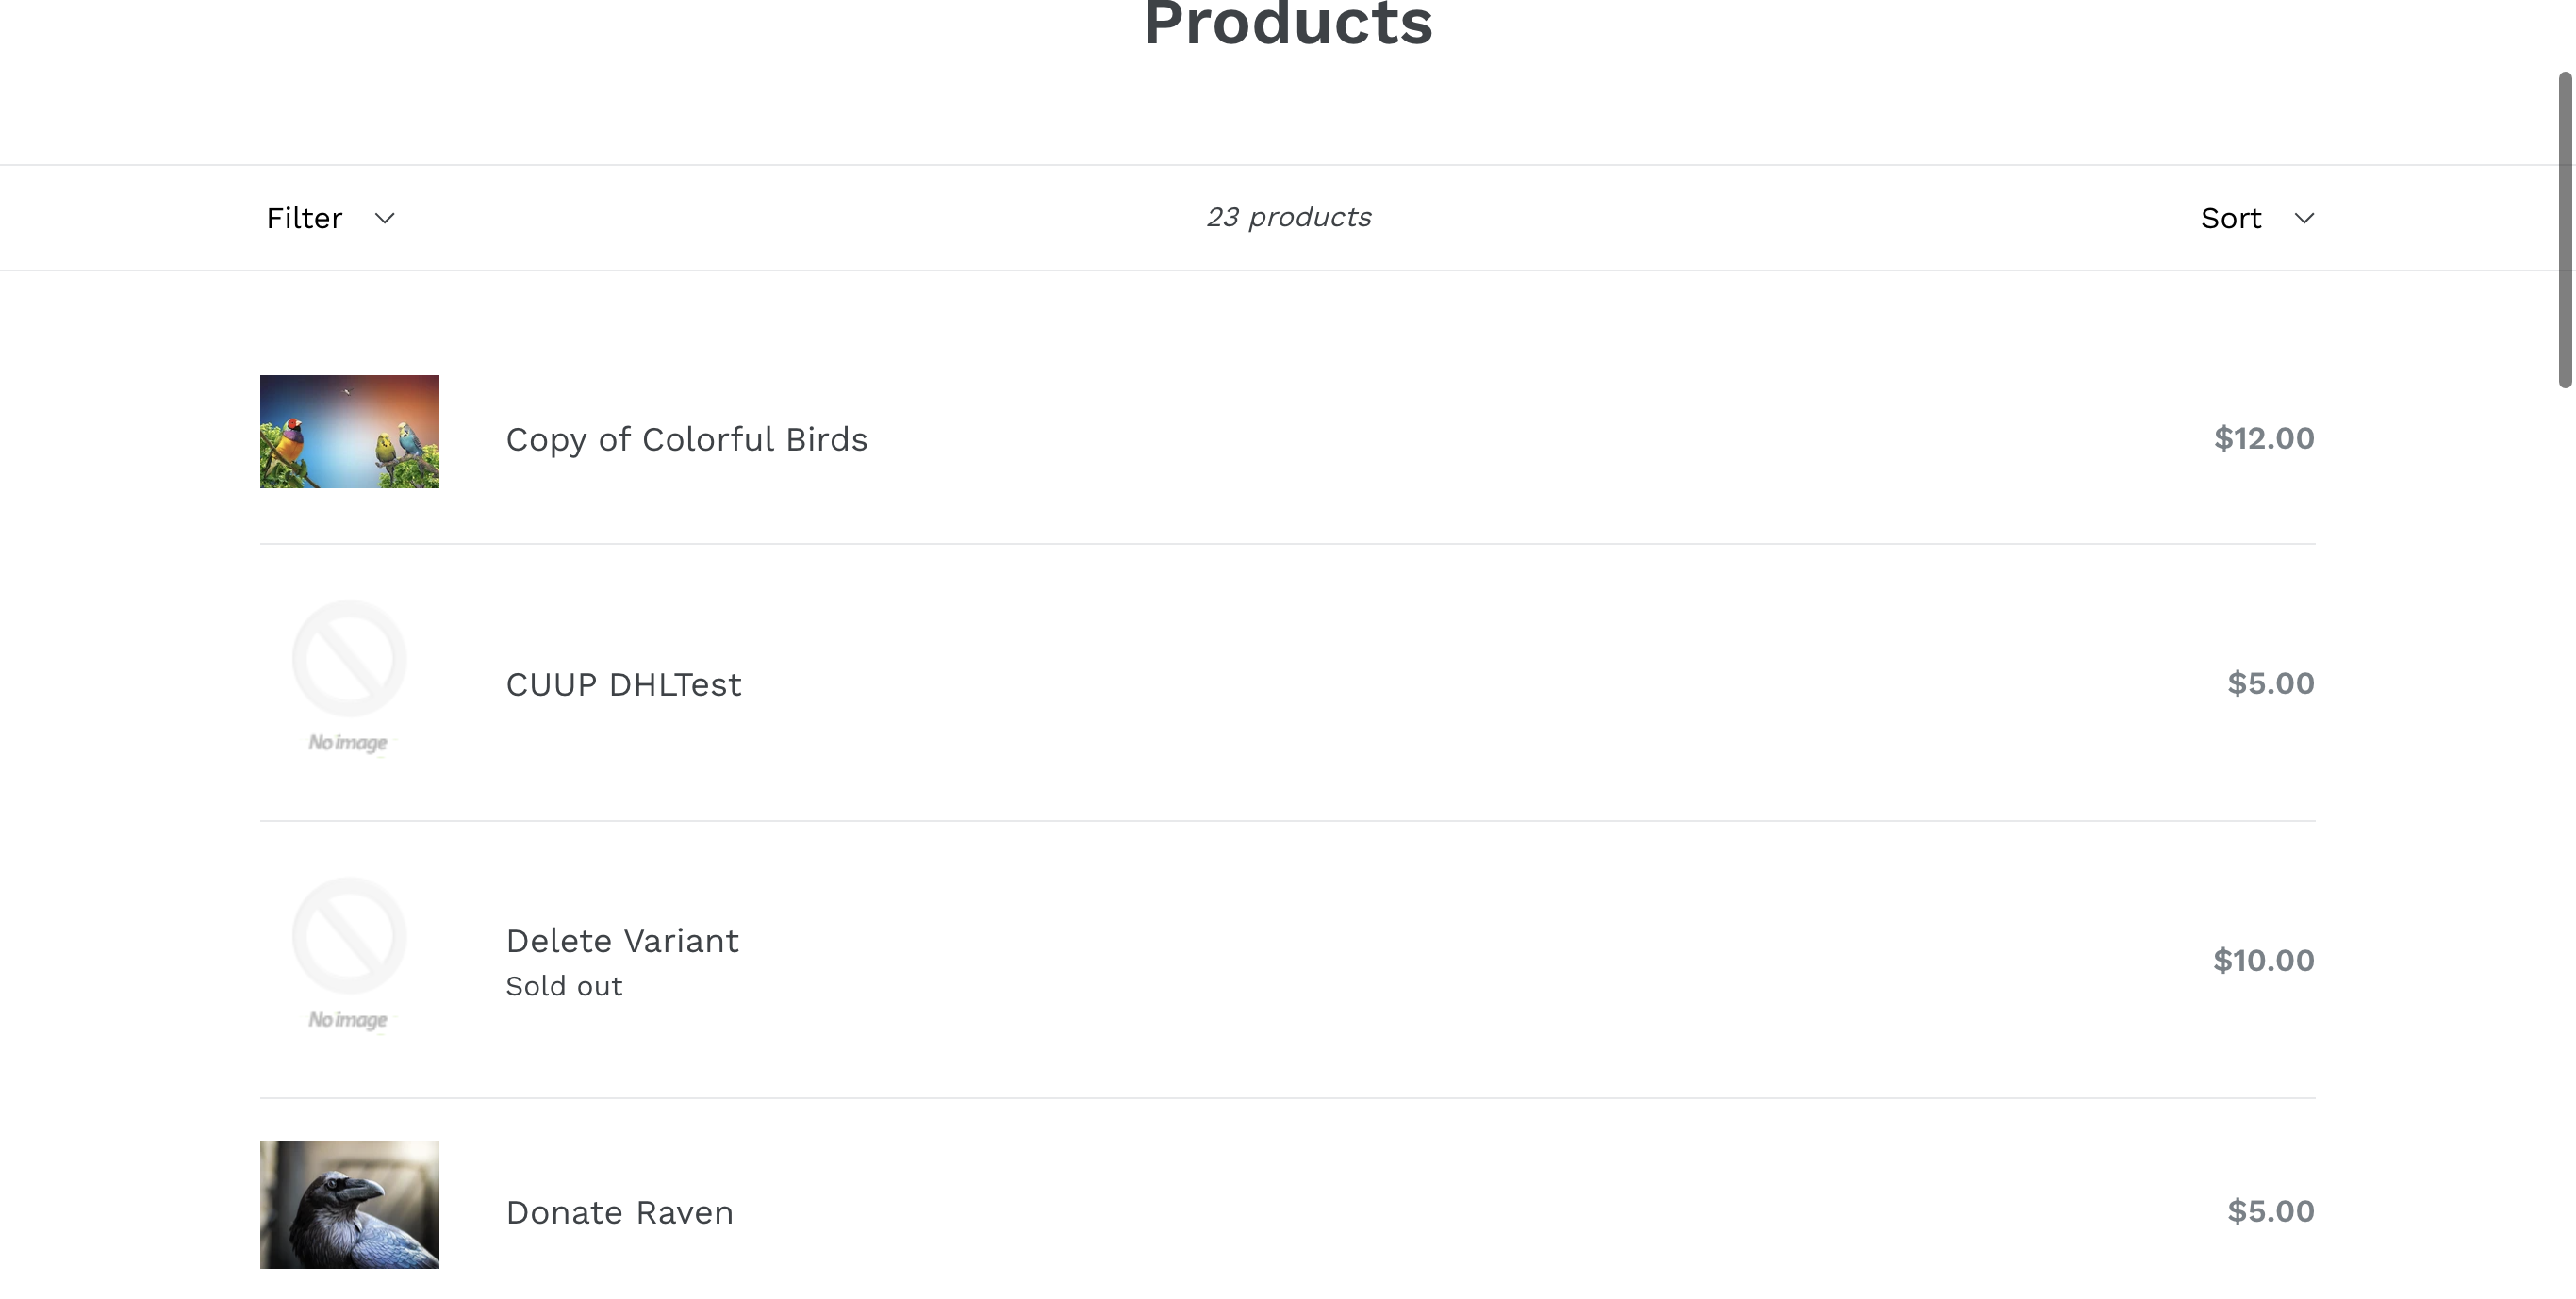 Products
Filter
23 products
Sort
Copy of Colorful Birds
$12.00
No image
CUUP DHLTest
$5.00
No image
Delete Variant
Sold out
$10.00
Donate Raven
$5.00